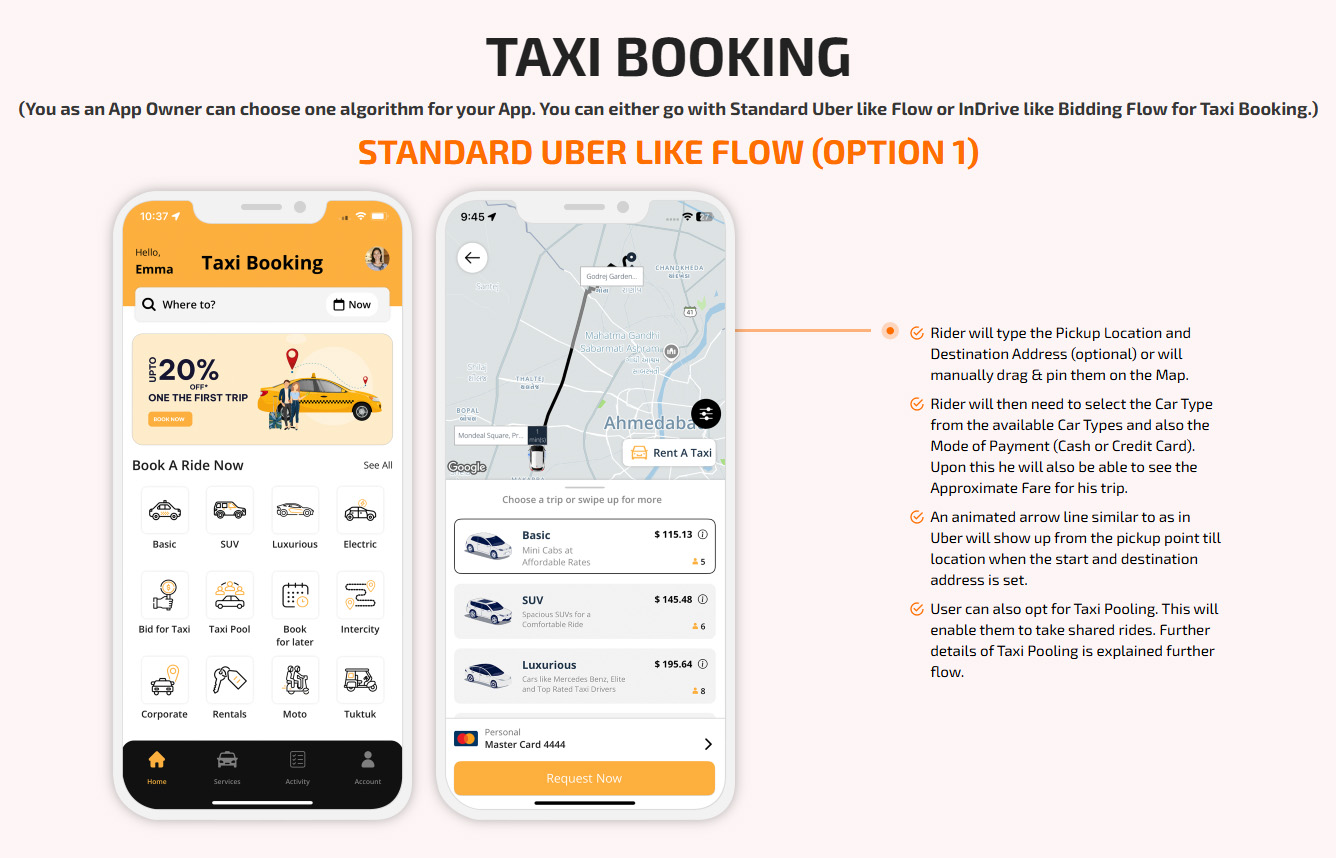 TAXI BOOKING
(You as an App Owner can choose one algorithm for your App. You can either go with Standard Uber like Flow or InDrive like Bidding Flow for Taxi Booking.)
STANDARD UBER LIKE FLOW (OPTION 1)
10:37
Hello,
Emma
Taxi Booking
Where to?
Now
UPTO
20%
OFF*
ONE THE FIRST TRIP
BOOK NOW
Book A Ride Now
See All
Basic
SUV
Luxurious
Electric
Bid for Taxi
Taxi Pool
Book
for later
Intercity
Corporate
Rentals
Moto
Tuktuk
Home
Services
Activity
Account
9:45
27
Godrej Garden...
CHANDKHEDA
41
Mahatma Gandhi
Sabarmati Ashram
THALTEJ
BOPAL
Ahmedaba
Mondeal Square, Pr...
1
min(s)
Rent A Taxi
Google
Choose a trip or swipe up for more
Basic
$ 115.13
Mini Cabs at
Affordable Rates
5
SUV
$ 145.48
Spacious SUVs for a
Comfortable Ride
6
Luxurious
$ 195.64
Cars like Mercedes Benz, Elite
and Top Rated Taxi Drivers
8
Personal
Master Card 4444
Request Now
Rider will type the Pickup Location and
Destination Address (optional) or will
manually drag & pin them on the Map.
Rider will then need to select the Car Type
from the available Car Types and also the
Mode of Payment (Cash or Credit Card).
Upon this he will also be able to see the
Approximate Fare for his trip.
An animated arrow line similar to as in
Uber will show up from the pickup point till
location when the start and destination
address is set.
User can also opt for Taxi Pooling. This will
enable them to take shared rides. Further
details of Taxi Pooling is explained further
flow.